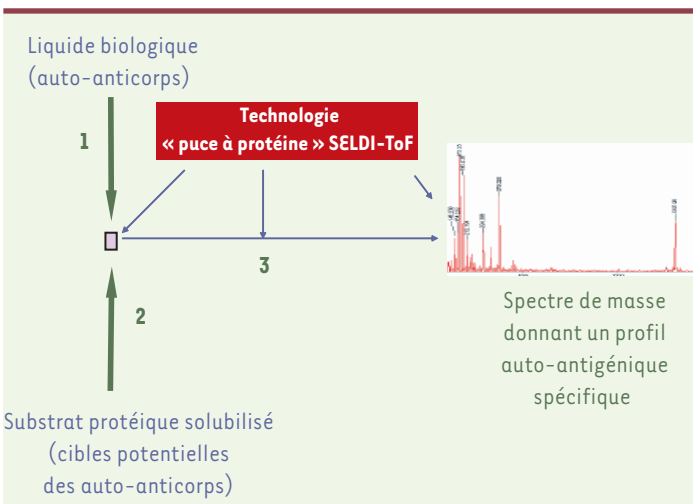 Liquide biologique
(auto-anticorps)
Technologie
« puce à protéine » SELDI-ToF
1
3
2
Spectre de masse
donnant un profil
auto-antigénique
spécifique
Substrat protéique solubilisé
(cibles potentielles
des auto-anticorps)